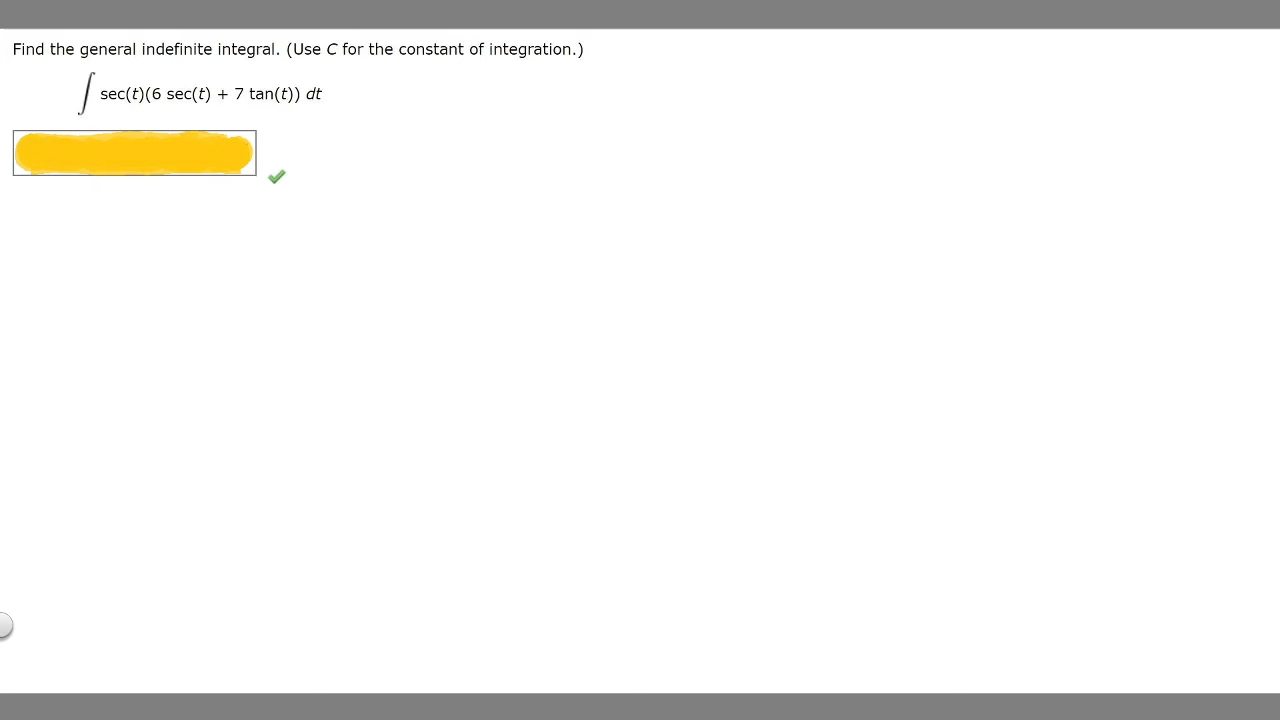 Find the general indefinite integral. (Use C for the constant of integration.)
∫ sec(t)(6 sec(t) + 7 tan(t)) dt